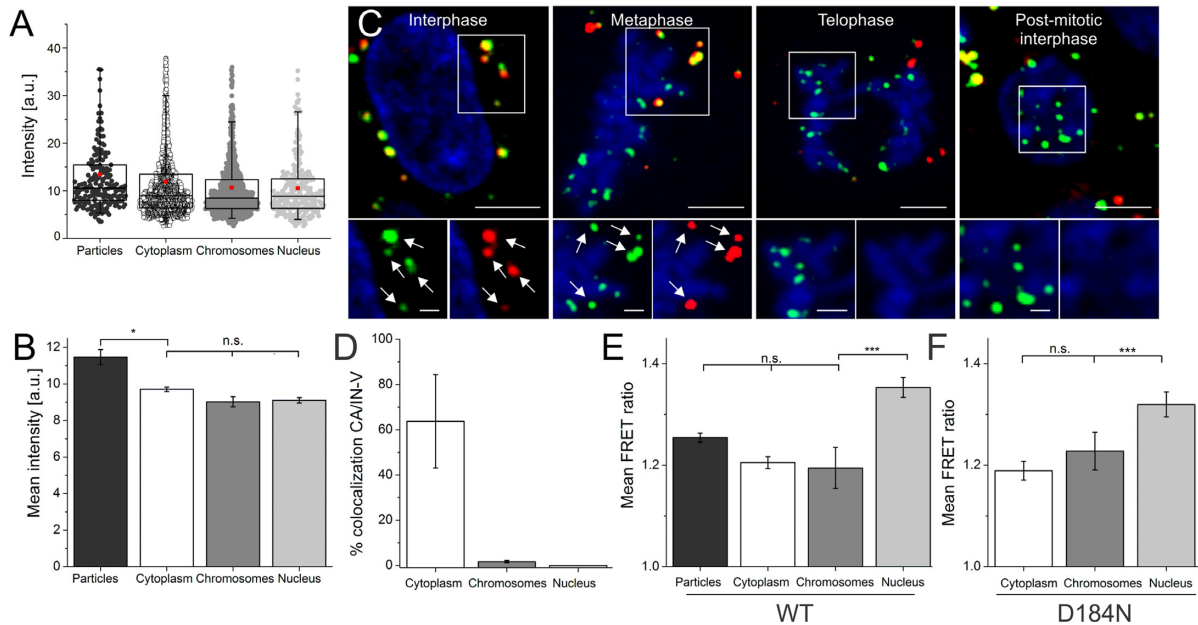 A
Intensity [a.u.]
40
30
20
10
0
Particles Cytoplasm Chromosomes Nucleus
C
Interphase
Metaphase
Telophase
Post-mitotic
interphase
B
Mean intensity [a.u.]
12
10
8
6
4
2
0
*
n.s.
Particles Cytoplasm Chromosomes Nucleus
D
% colocalization CA/IN-V
100
80
60
40
20
0
Cytoplasm Chromosomes Nucleus
E
Mean FRET ratio
1.4
1.2
1.0
n.s.
***
Particles Cytoplasm Chromosomes Nucleus
WT
F
Mean FRET ratio
1.4
1.2
1.0
n.s.
***
Cytoplasm Chromosomes Nucleus
D184N